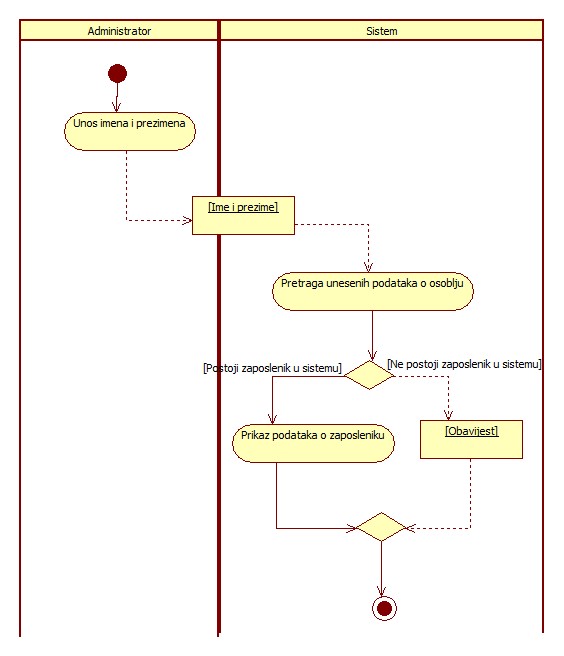 Administrator
Sistem
Unos imena i prezimena
[Ime i prezime]
Pretraga unesenih podataka o osoblju
[Postoji zaposlenik u sistemu]
[Ne postoji zaposlenik u sistemu]
Prikaz podataka o zaposleniku
[Obavijest]